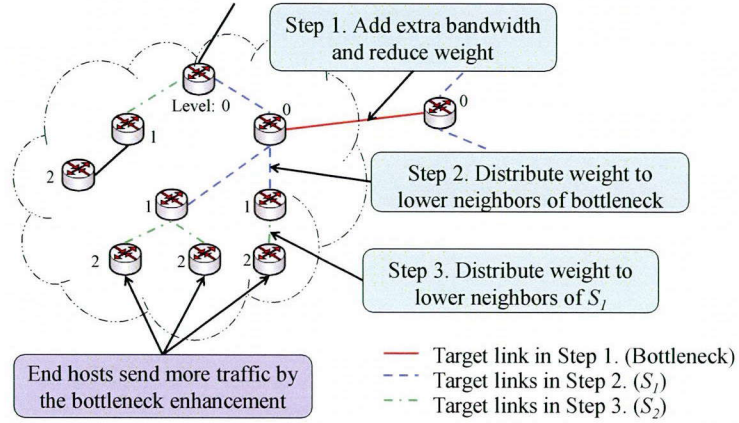 Step 1. Add extra bandwidth
and reduce weight
Level: 0
0
0
1
2
Step 2. Distribute weight to
lower neighbors of bottleneck
1
1
2
2
2
Step 3. Distribute weight to
lower neighbors of S1
End hosts send more traffic by
the bottleneck enhancement
Target link in Step 1. (Bottleneck)
Target links in Step 2. (S1)
Target links in Step 3. (S2)